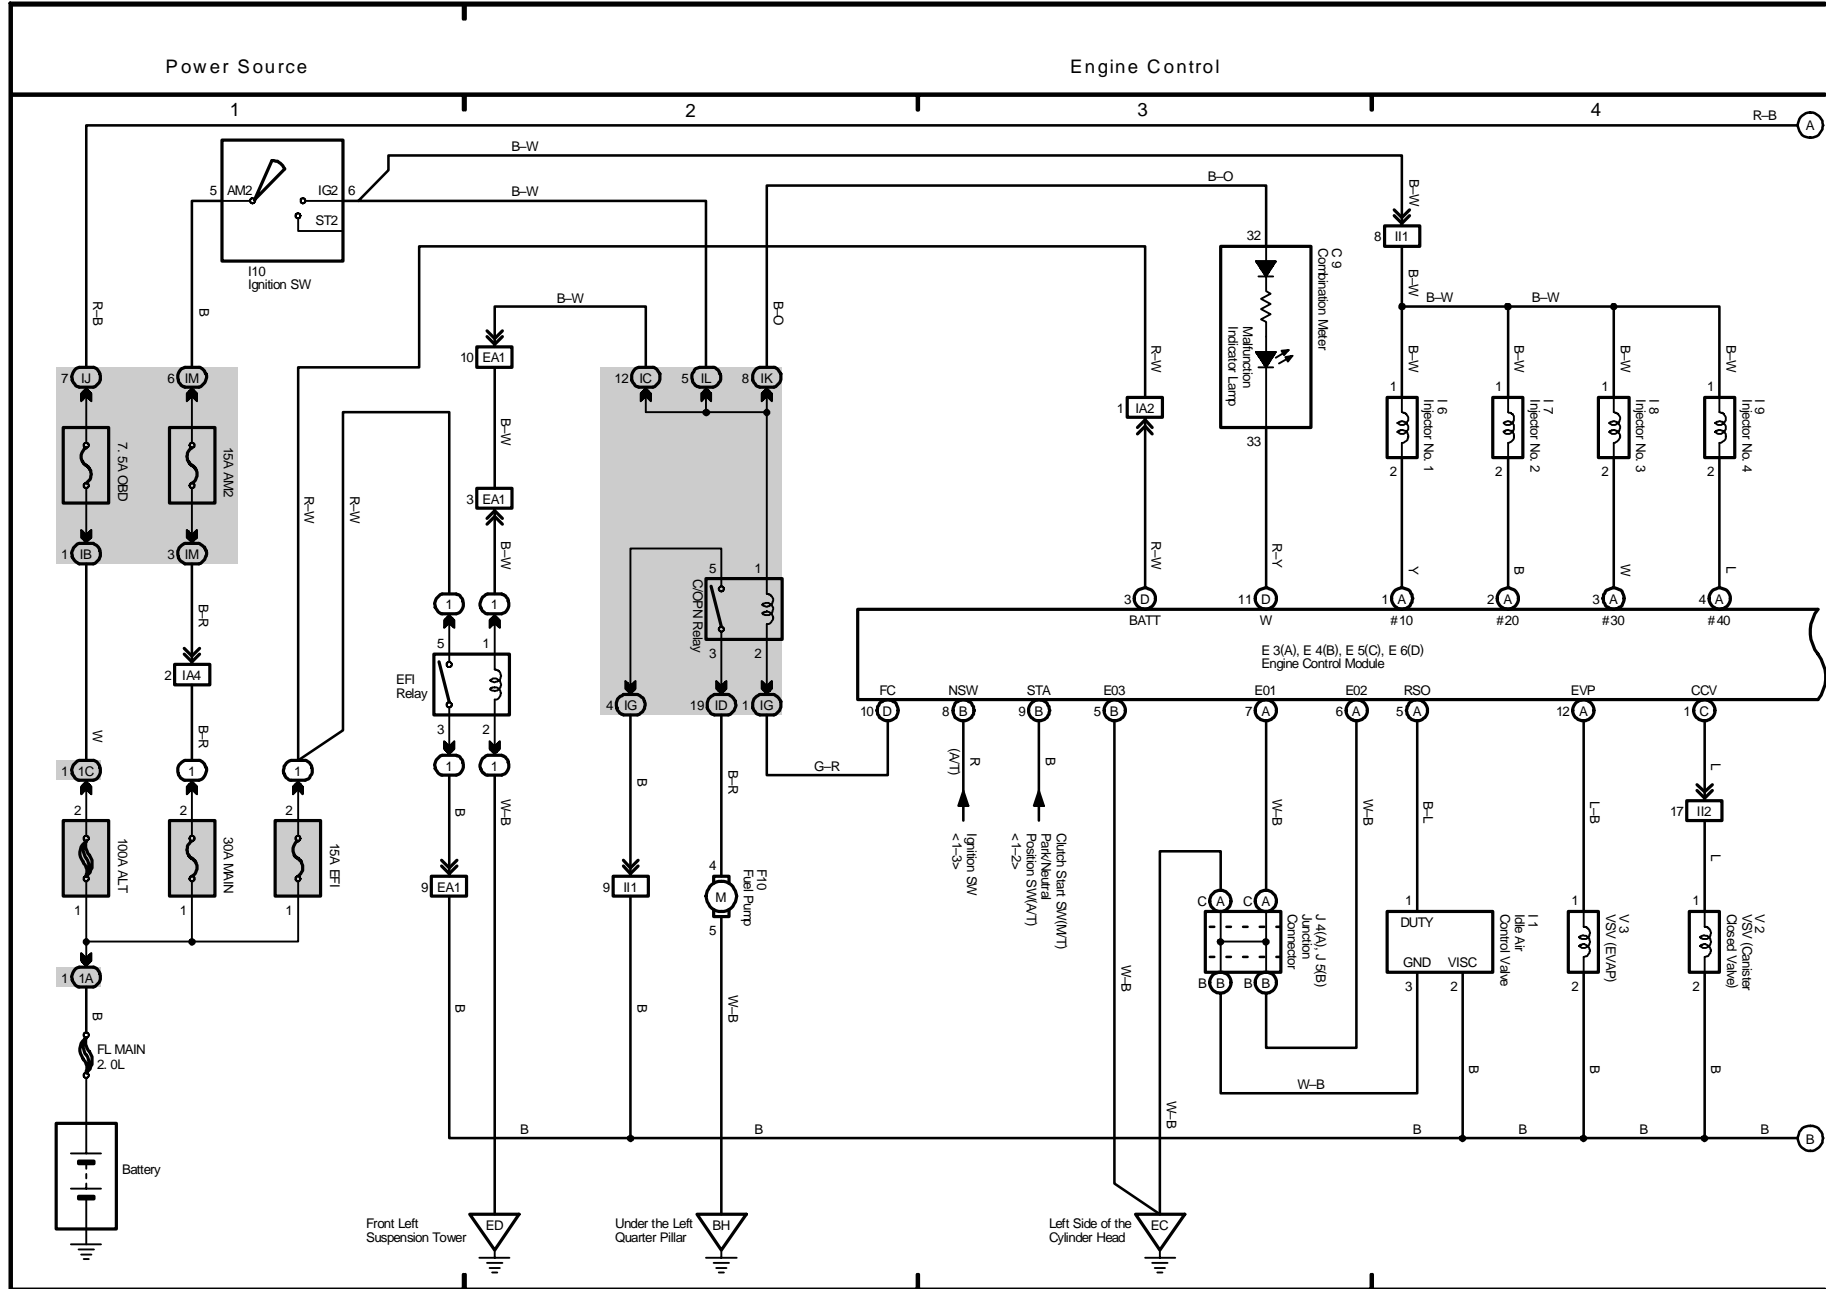 Power Source
Engine Control
1
2
3
4
R–B
A
B–W
B–W
B–O
5
AM2
IG2
6
ST2
I10
Ignition SW
R–B
B
B–W
B–O
32
C 9
Combination Meter
Malfunction
Indicator Lamp
33
B–W
8
II1
B–W
B–W
B–W
7
IJ
6
IM
10
EA1
12
IC
5
IL
8
IK
R–W
1
IA2
B–W
B–W
B–W
B–W
1
1
1
1
I 6
Injector No. 1
I 7
Injector No. 2
I 8
Injector No. 3
I 9
Injector No. 4
2
2
2
2
7. 5A OBD
15A AM2
R–W
R–W
B–W
3
EA1
B–W
1
IB
3
IM
R–W
R–Y
Y
B
W
L
B–R
1
1
5
1
5
1
C/OPN Relay
3
D
11
D
1
A
2
A
3
A
4
A
BATT
W
#10
#20
#30
#40
E 3(A), E 4(B), E 5(C), E 6(D)
Engine Control Module
2
IA4
EFI
Relay
3
2
3
2
FC
NSW
STA
E03
E01
E02
RSO
EVP
CCV
4
IG
19
ID
1
IG
10
D
8
B
9
B
5
B
7
A
6
A
5
A
12
A
1
C
W
B–R
1
1C
1
1
1
1
B
B–R
G–R
R
(A/T)
B
L
2
2
2
B
W–B
W–B
W–B
B–L
L–B
17
II2
100A ALT
30A MAIN
15A EFI
Ignition SW
<1–3>
Clutch Start SW(M/T)
Park/Neutral
Position SW(A/T)
<1–2>
L
1
1
1
9
EA1
9
II1
4
M
5
F10
Fuel Pump
C
A
C
A
J 4(A), J 5(B)
Junction
Connector
B
B
B
B
1
DUTY
GND
VISC
3
2
I 1
Idle Air
Control Valve
1
V 3
VSV (EVAP)
2
1
V 2
VSV (Canister
Closed Valve)
2
1
1A
B
B
B
W–B
W–B
FL MAIN
2. 0L
W–B
B
B
B
W–B
B
B
B
B
B
B
B
Battery
Front Left
Suspension Tower
ED
Under the Left
Quarter Pillar
BH
Left Side of the
Cylinder Head
EC